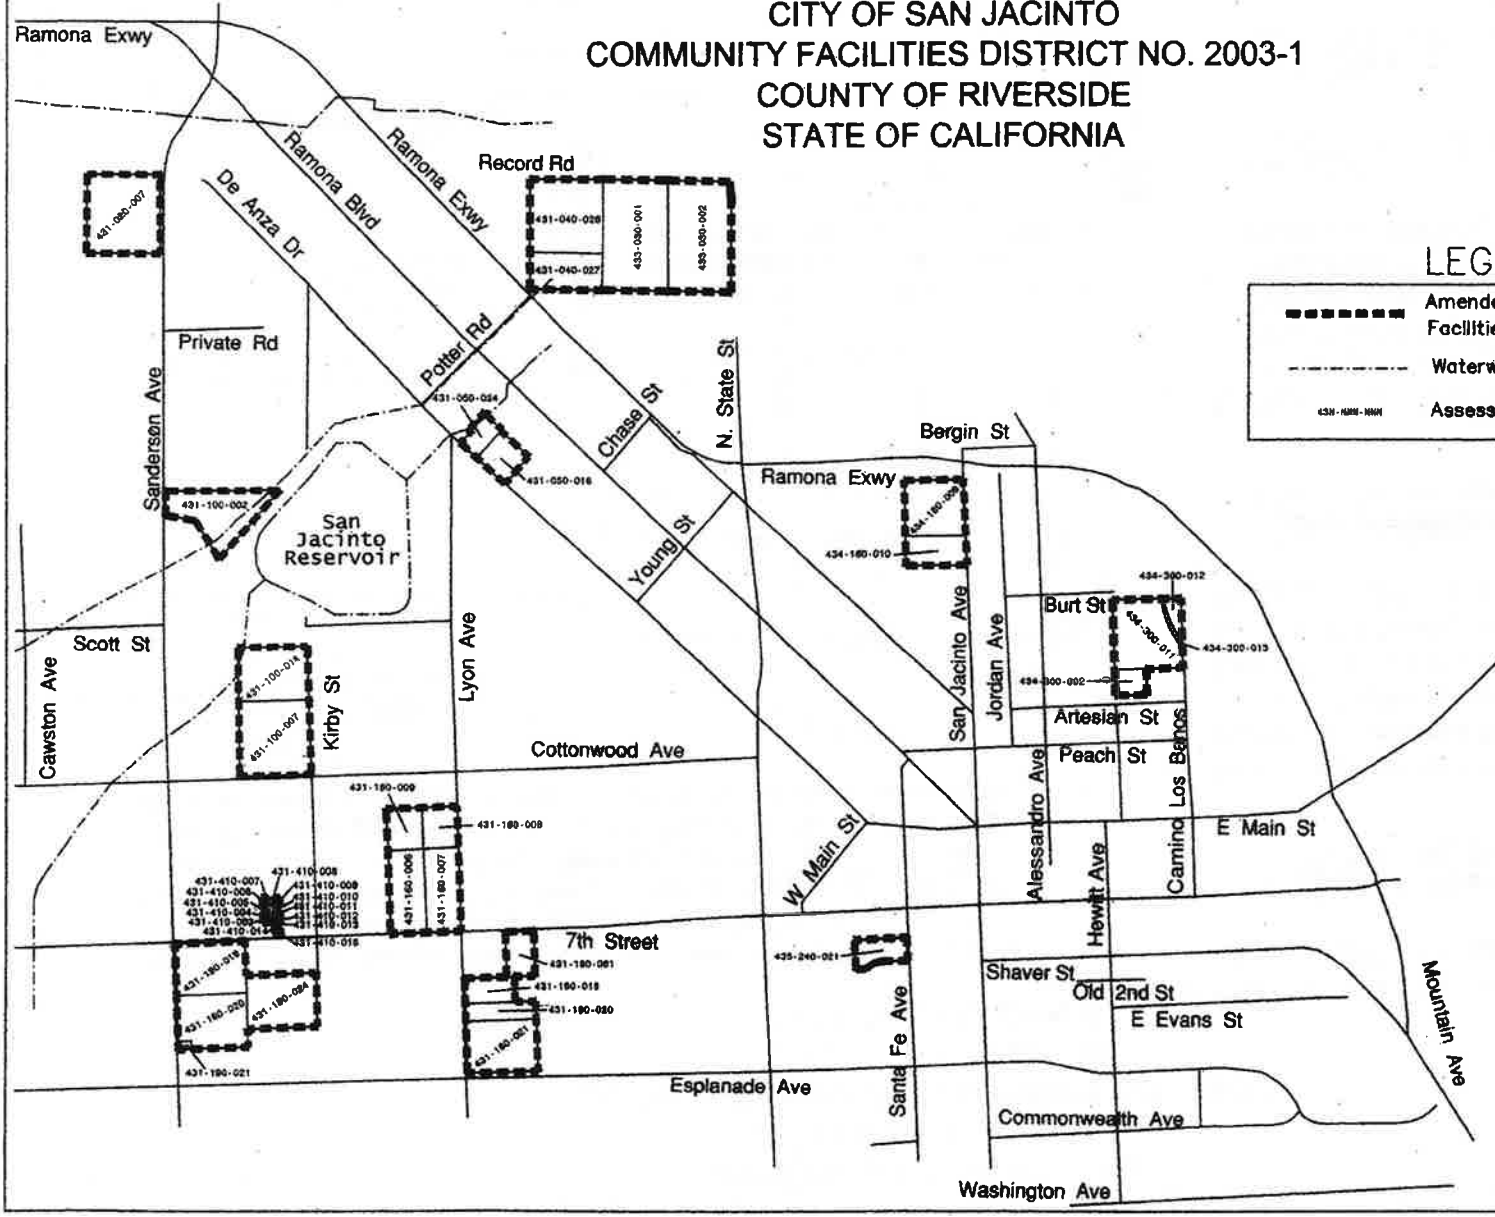 CITY OF SAN JACINTO
COMMUNITY FACILITIES DISTRICT NO. 2003-1
COUNTY OF RIVERSIDE
STATE OF CALIFORNIA
Ramona Exwy
Ramona Blvd
Ramona Exwy
De Anza Dr
Record Rd
431-040-027
433-030-001
433-030-002
LEG
Amende
Facilitie
Waterw
Assess
Private Rd
Sanderson Ave
Potter Rd
N. State St
Chase St
431-050-024
431-050-016
Bergin St
Ramona Exwy
431-100-002
San
Jacinto
Reservoir
Young St
434-160-009
434-160-010
434-300-012
Burt St
434-300-011
434-300-013
434-300-002
Scott St
Cawston Ave
Kirby St
Lyon Ave
San Jacinto Ave
Jordan Ave
Artesian St
Peach St
431-100-014
431-100-007
Cottonwood Ave
Alessandro Ave
Camino Los Banos
431-160-009
431-160-008
431-160-006
431-160-007
W Main St
E Main St
Hewitt Ave
431-410-007
431-410-008
431-410-006
431-410-009
431-410-005
431-410-010
431-410-004
431-410-011
431-410-003
431-410-012
431-410-013
431-410-014
431-410-015
7th Street
431-190-019
431-190-020
431-190-024
431-190-021
431-180-061
431-180-018
431-180-020
431-180-021
435-240-021
Shaver St
Old 2nd St
E Evans St
Mountain Ave
Santa Fe Ave
Esplanade Ave
Commonwealth Ave
Washington Ave